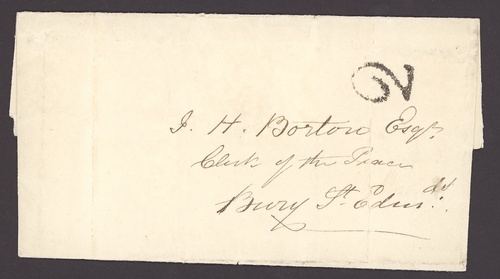 2
J. H. Borton Esqr.
Clerk of the Peace
Bury St. Edmds.